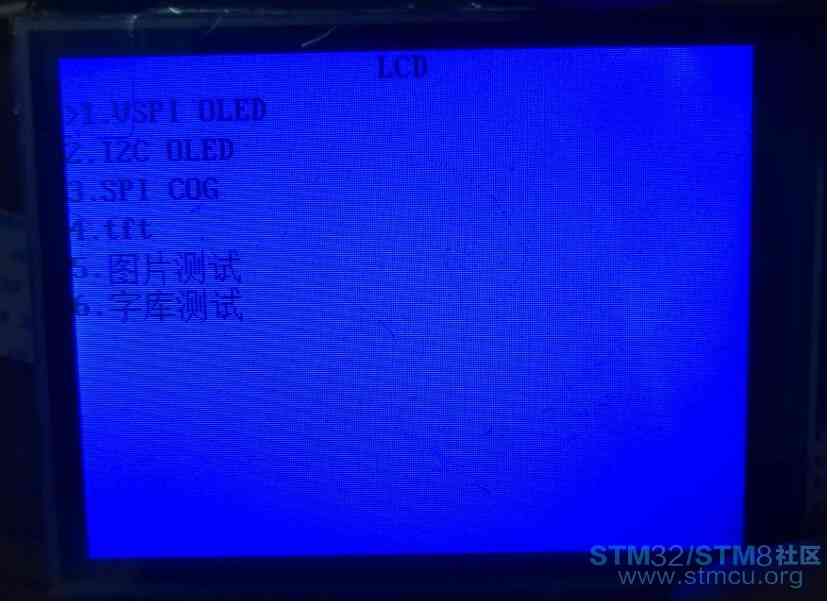 LCD
>1.VSPI OLED
2.I2C OLED
3.SPI COG
4.tft
5.图片测试
6.字库测试
STM32/STM8社区
www.stmcu.org